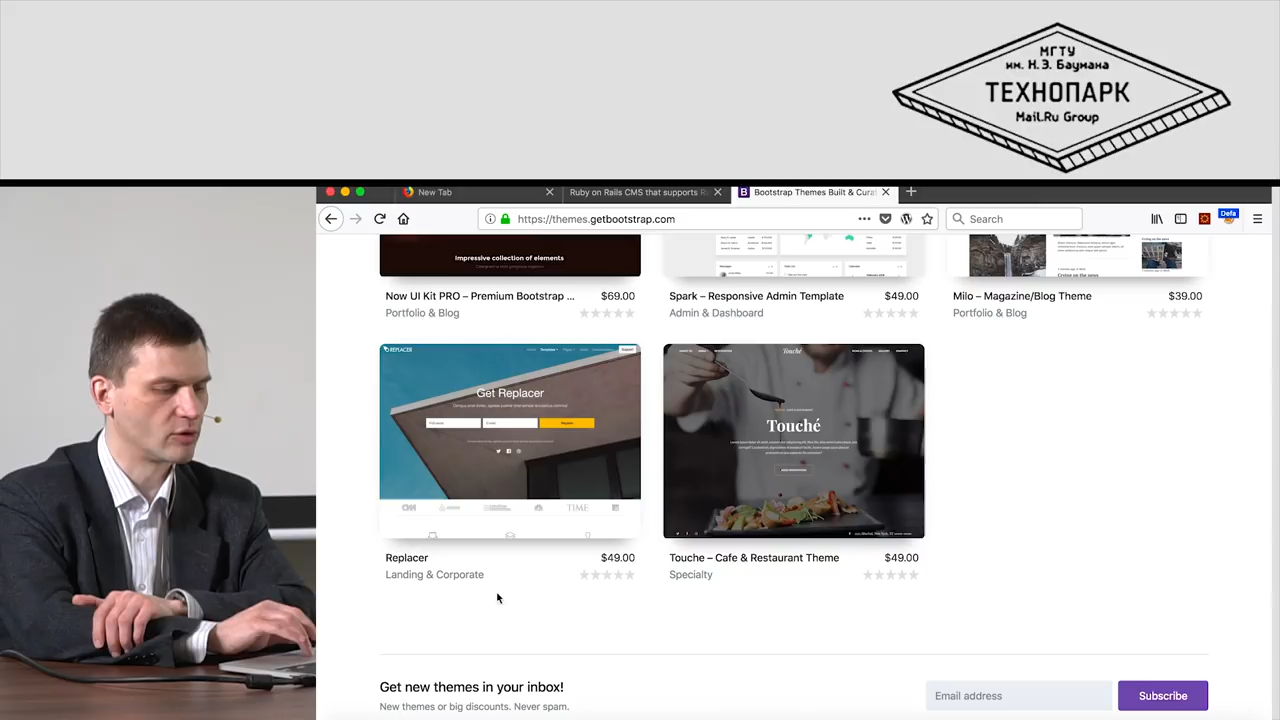 МГТУ
им. Н.Э. Баумана
ТЕХНОПАРК
Mail.Ru Group
New Tab
Ruby on Rails CMS that supports R
Bootstrap Themes Built & Cura
https://themes.getbootstrap.com
Search
Defa
Impressive collection of elements
Now UI Kit PRO – Premium Bootstrap ... $69.00
Portfolio & Blog
Spark – Responsive Admin Template $49.00
Admin & Dashboard
Milo – Magazine/Blog Theme $39.00
Portfolio & Blog
REPLACER
Get Replacer
CNN
TIME
Replacer $49.00
Landing & Corporate
Touché
Touché
Touche – Cafe & Restaurant Theme $49.00
Specialty
Get new themes in your inbox!
New themes or big discounts. Never spam.
Email address
Subscribe